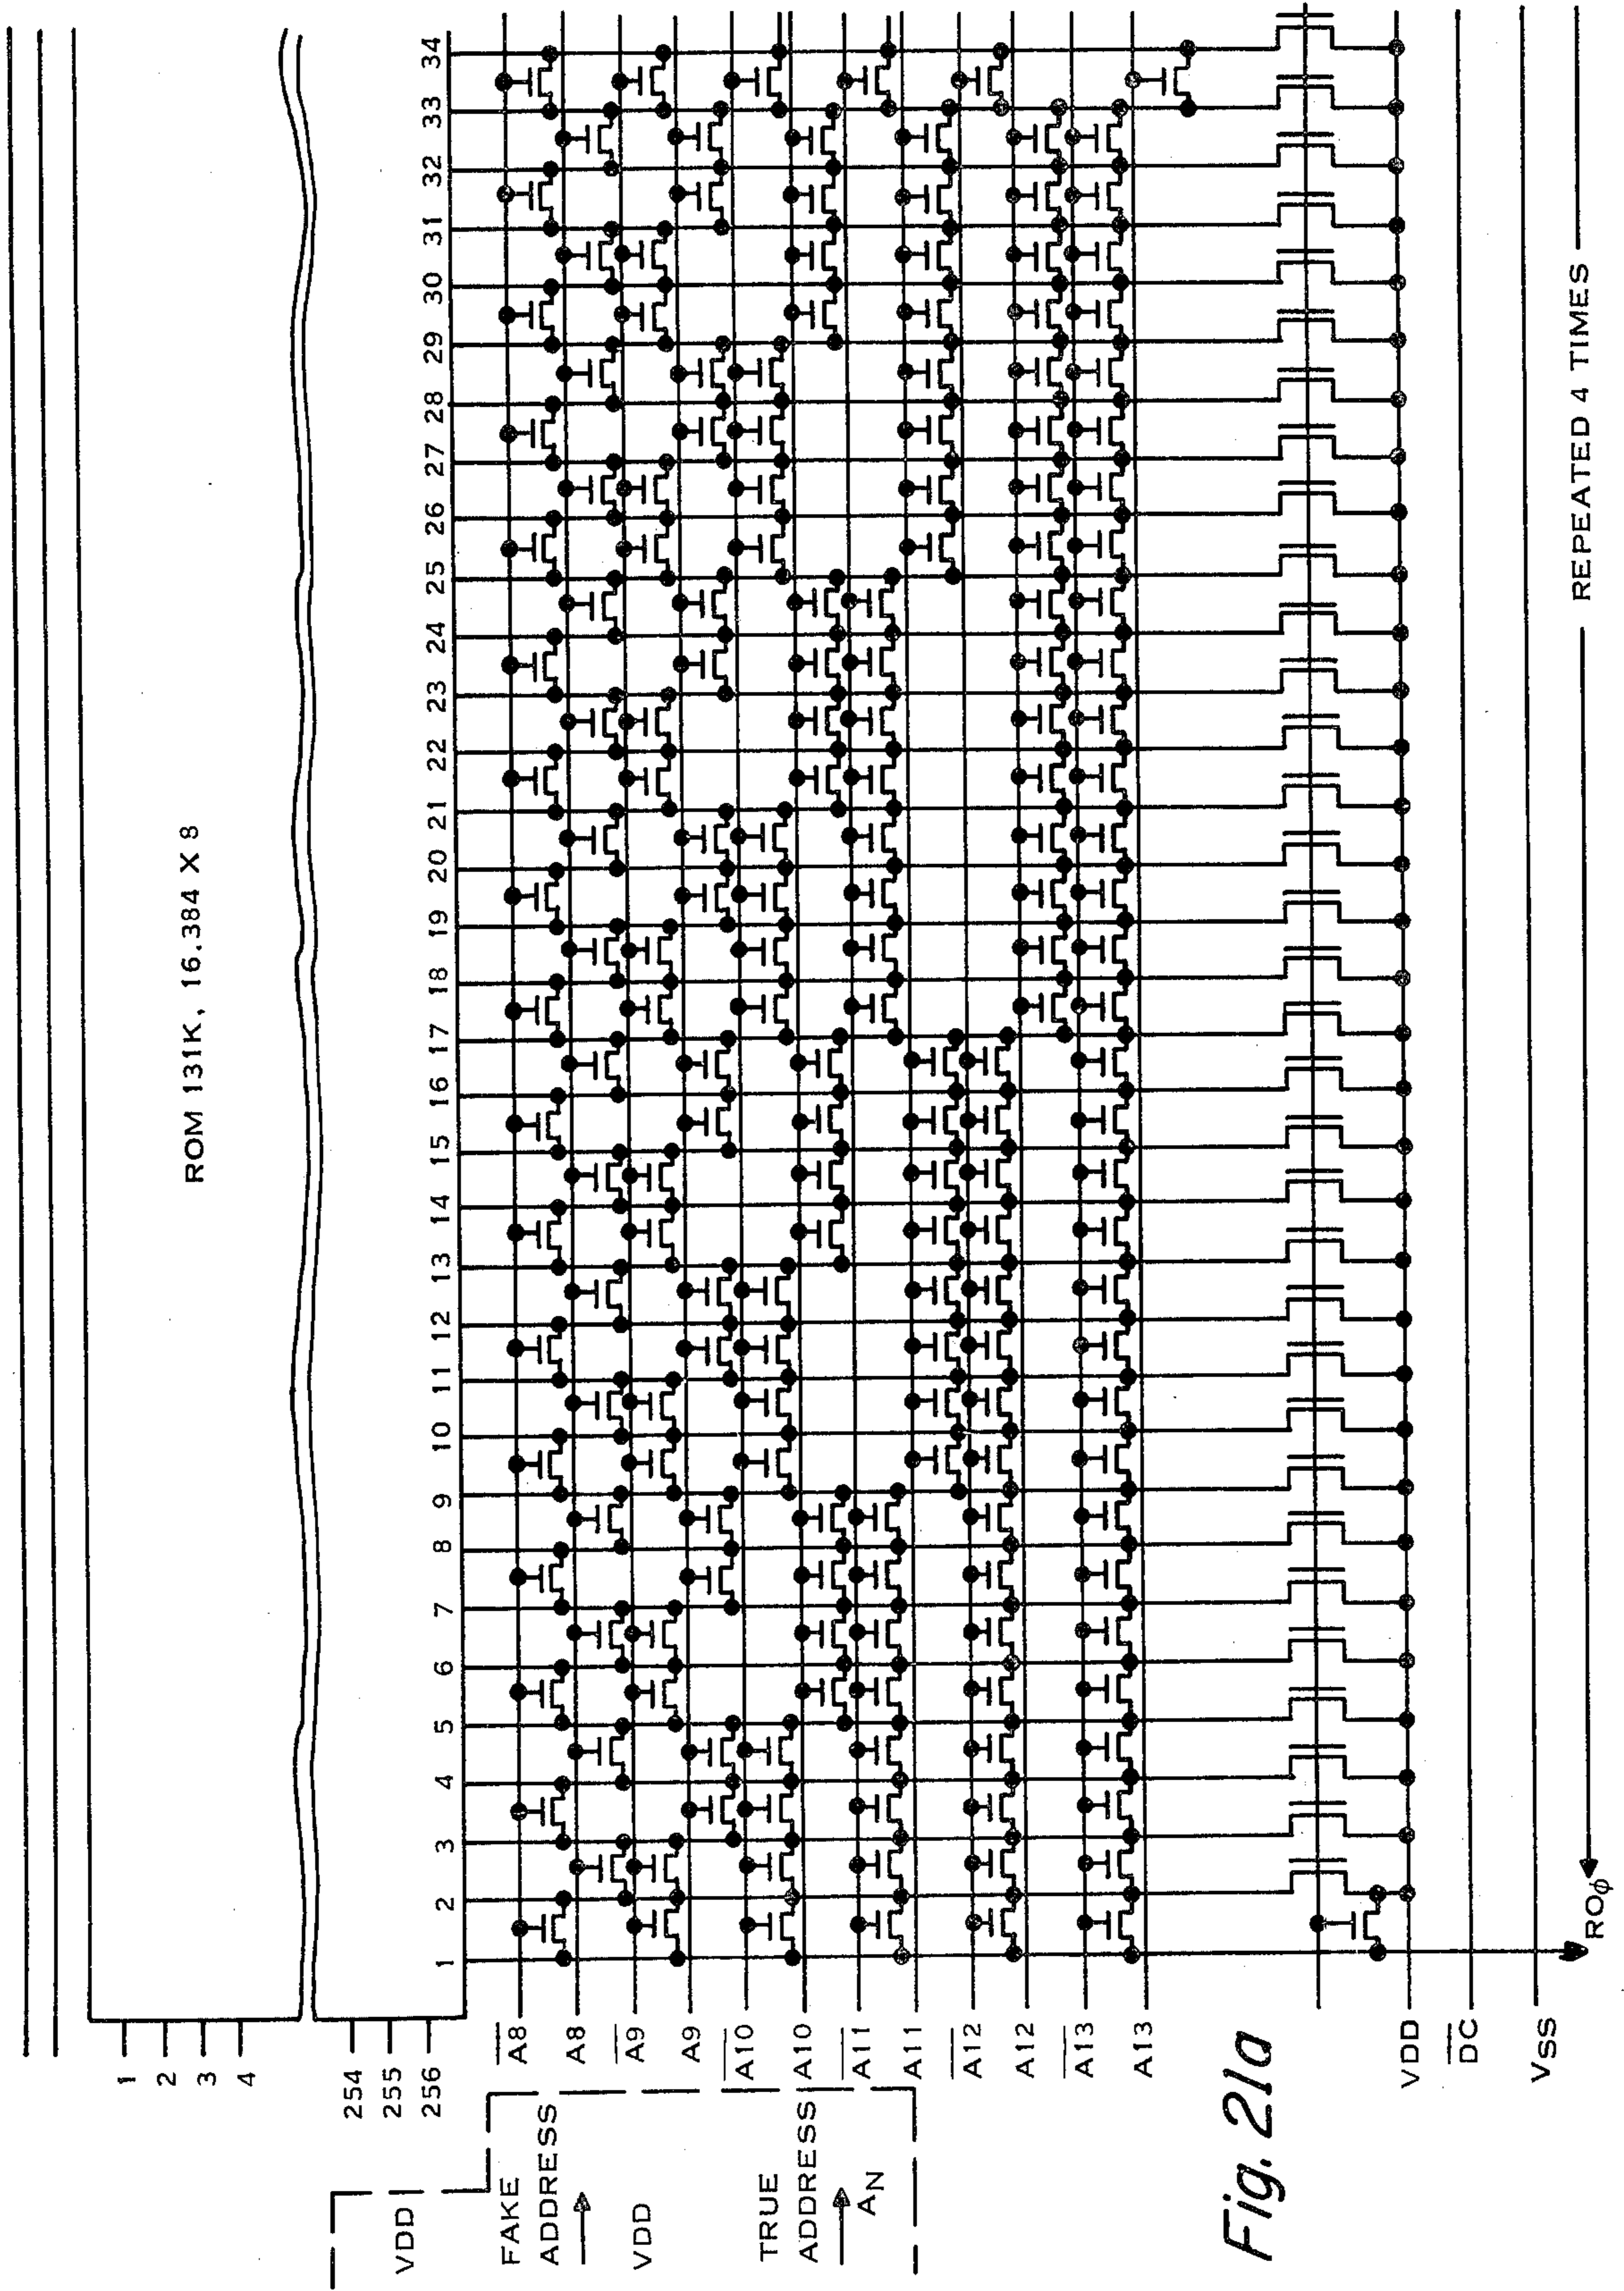 ROM 131K, 16.384 X 8
1
2
3
4
254
255
256
1 2 3 4 5 6 7 8 9 10 11 12 13 14 15 16 17 18 19 20 21 22 23 24 25 26 27 28 29 30 31 32 33 34
VDD
FAKE
ADDRESS
VDD
TRUE
ADDRESS
AN
A8
A8
A9
A9
A10
A10
A11
A11
A12
A12
A13
A13
VDD
DC
VSS
ROφ
REPEATED 4 TIMES
Fig. 21a